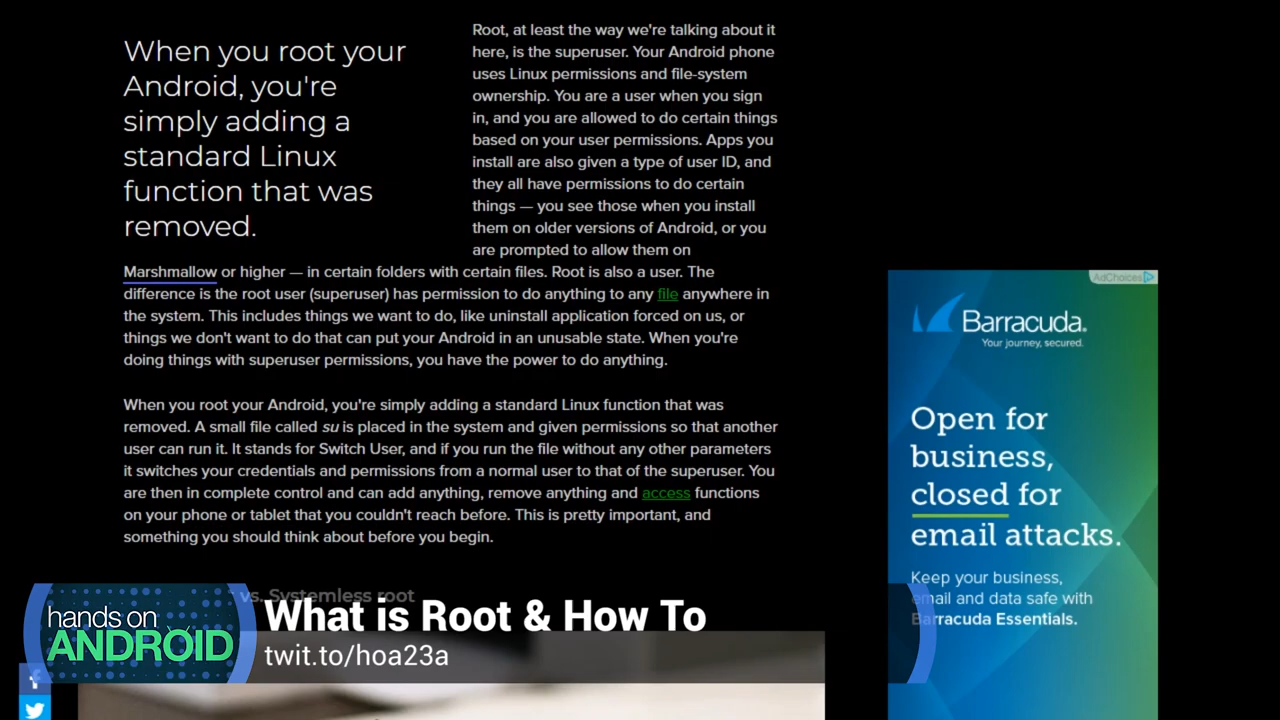 When you root your
Android, you're
simply adding a
standard Linux
function that was
removed.
Root, at least the way we're talking about it
here, is the superuser. Your Android phone
uses Linux permissions and file-system
ownership. You are a user when you sign
in, and you are allowed to do certain things
based on your user permissions. Apps you
install are also given a type of user ID, and
they all have permissions to do certain
things — you see those when you install
them on older versions of Android, or you
are prompted to allow them on
Marshmallow or higher — in certain folders with certain files. Root is also a user. The
difference is the root user (superuser) has permission to do anything to any file anywhere in
the system. This includes things we want to do, like uninstall application forced on us, or
things we don't want to do that can put your Android in an unusable state. When you're
doing things with superuser permissions, you have the power to do anything.
When you root your Android, you're simply adding a standard Linux function that was
removed. A small file called su is placed in the system and given permissions so that another
user can run it. It stands for Switch User, and if you run the file without any other parameters
it switches your credentials and permissions from a normal user to that of the superuser. You
are then in complete control and can add anything, remove anything and access functions
on your phone or tablet that you couldn't reach before. This is pretty important, and
something you should think about before you begin.
vs. Systemless root
hands on
ANDROID
What is Root & How To
twit.to/hoa23a
AdChoices
Barracuda.
Your journey, secured.
Open for
business,
closed for
email attacks.
Keep your business,
email and data safe with
Barracuda Essentials.